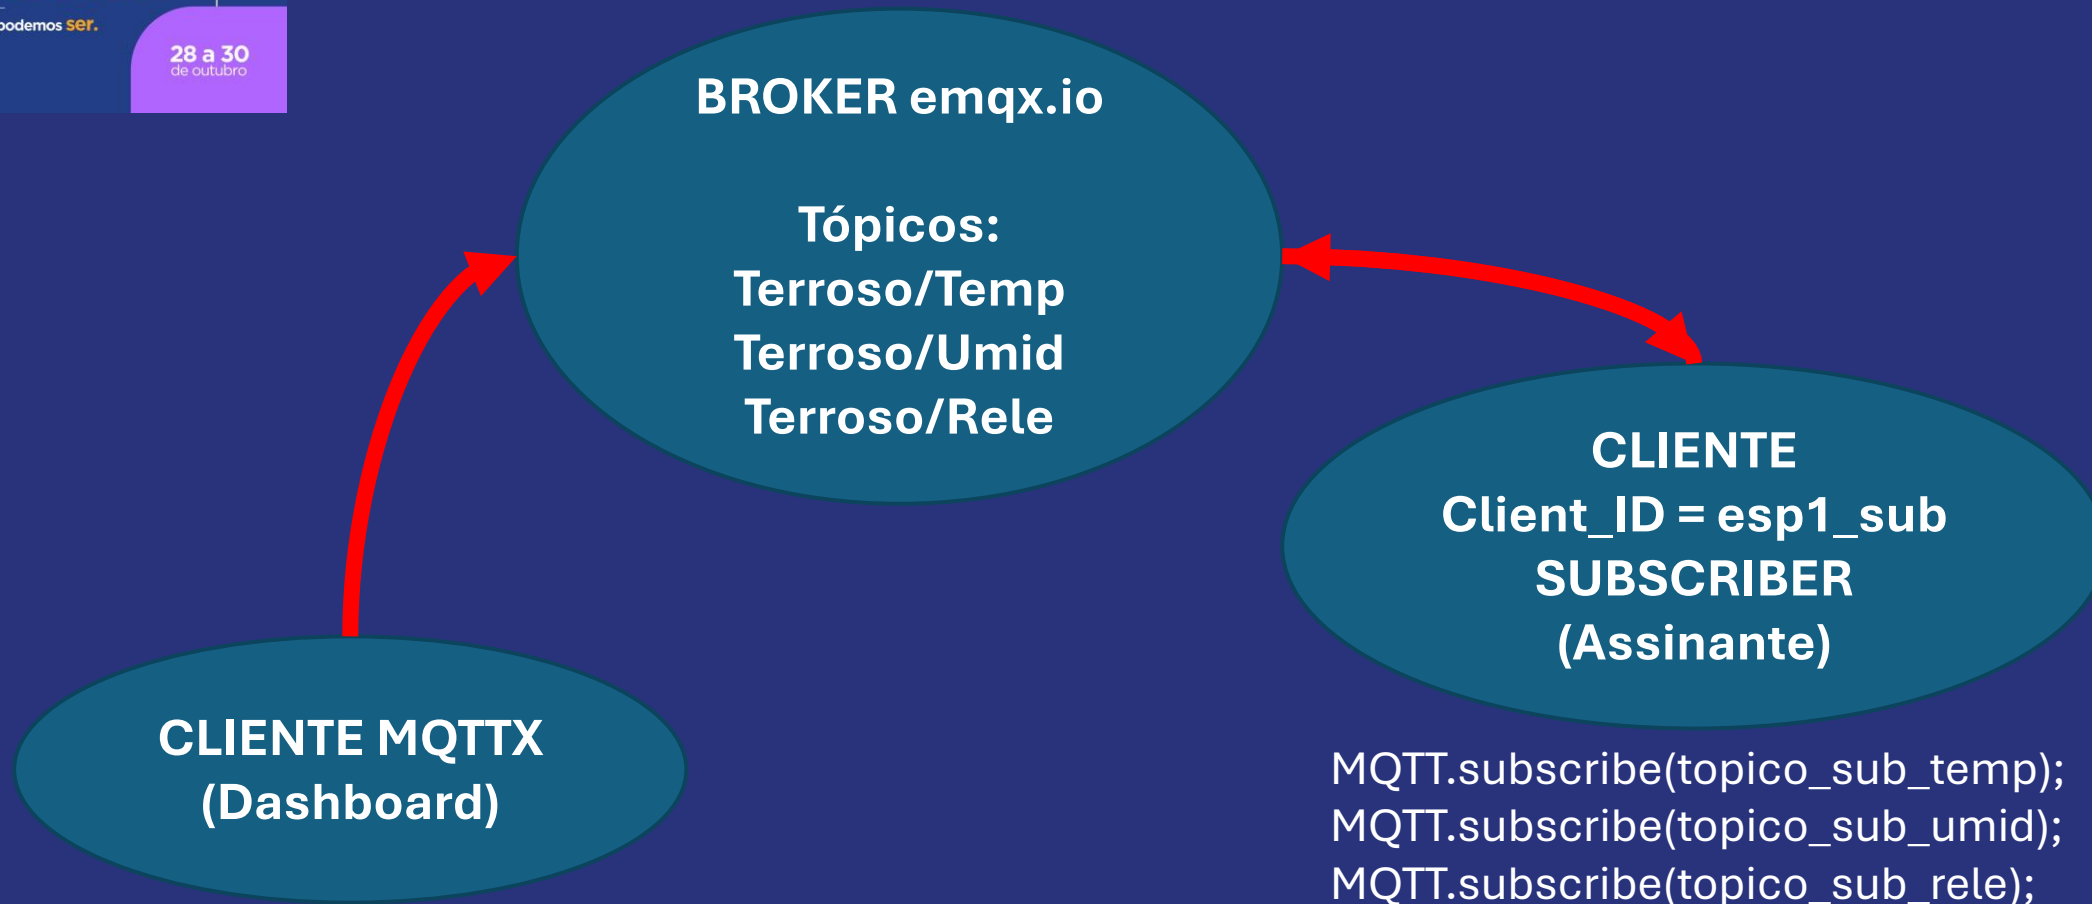 podemos ser.
28 a 30
de outubro
BROKER emqx.io
Tópicos:
Terroso/Temp
Terroso/Umid
Terroso/Rele
CLIENTE
Client_ID = esp1_sub
SUBSCRIBER
(Assinante)
CLIENTE MQTTX
(Dashboard)
MQTT.subscribe(topico_sub_temp);
MQTT.subscribe(topico_sub_umid);
MQTT.subscribe(topico_sub_rele);